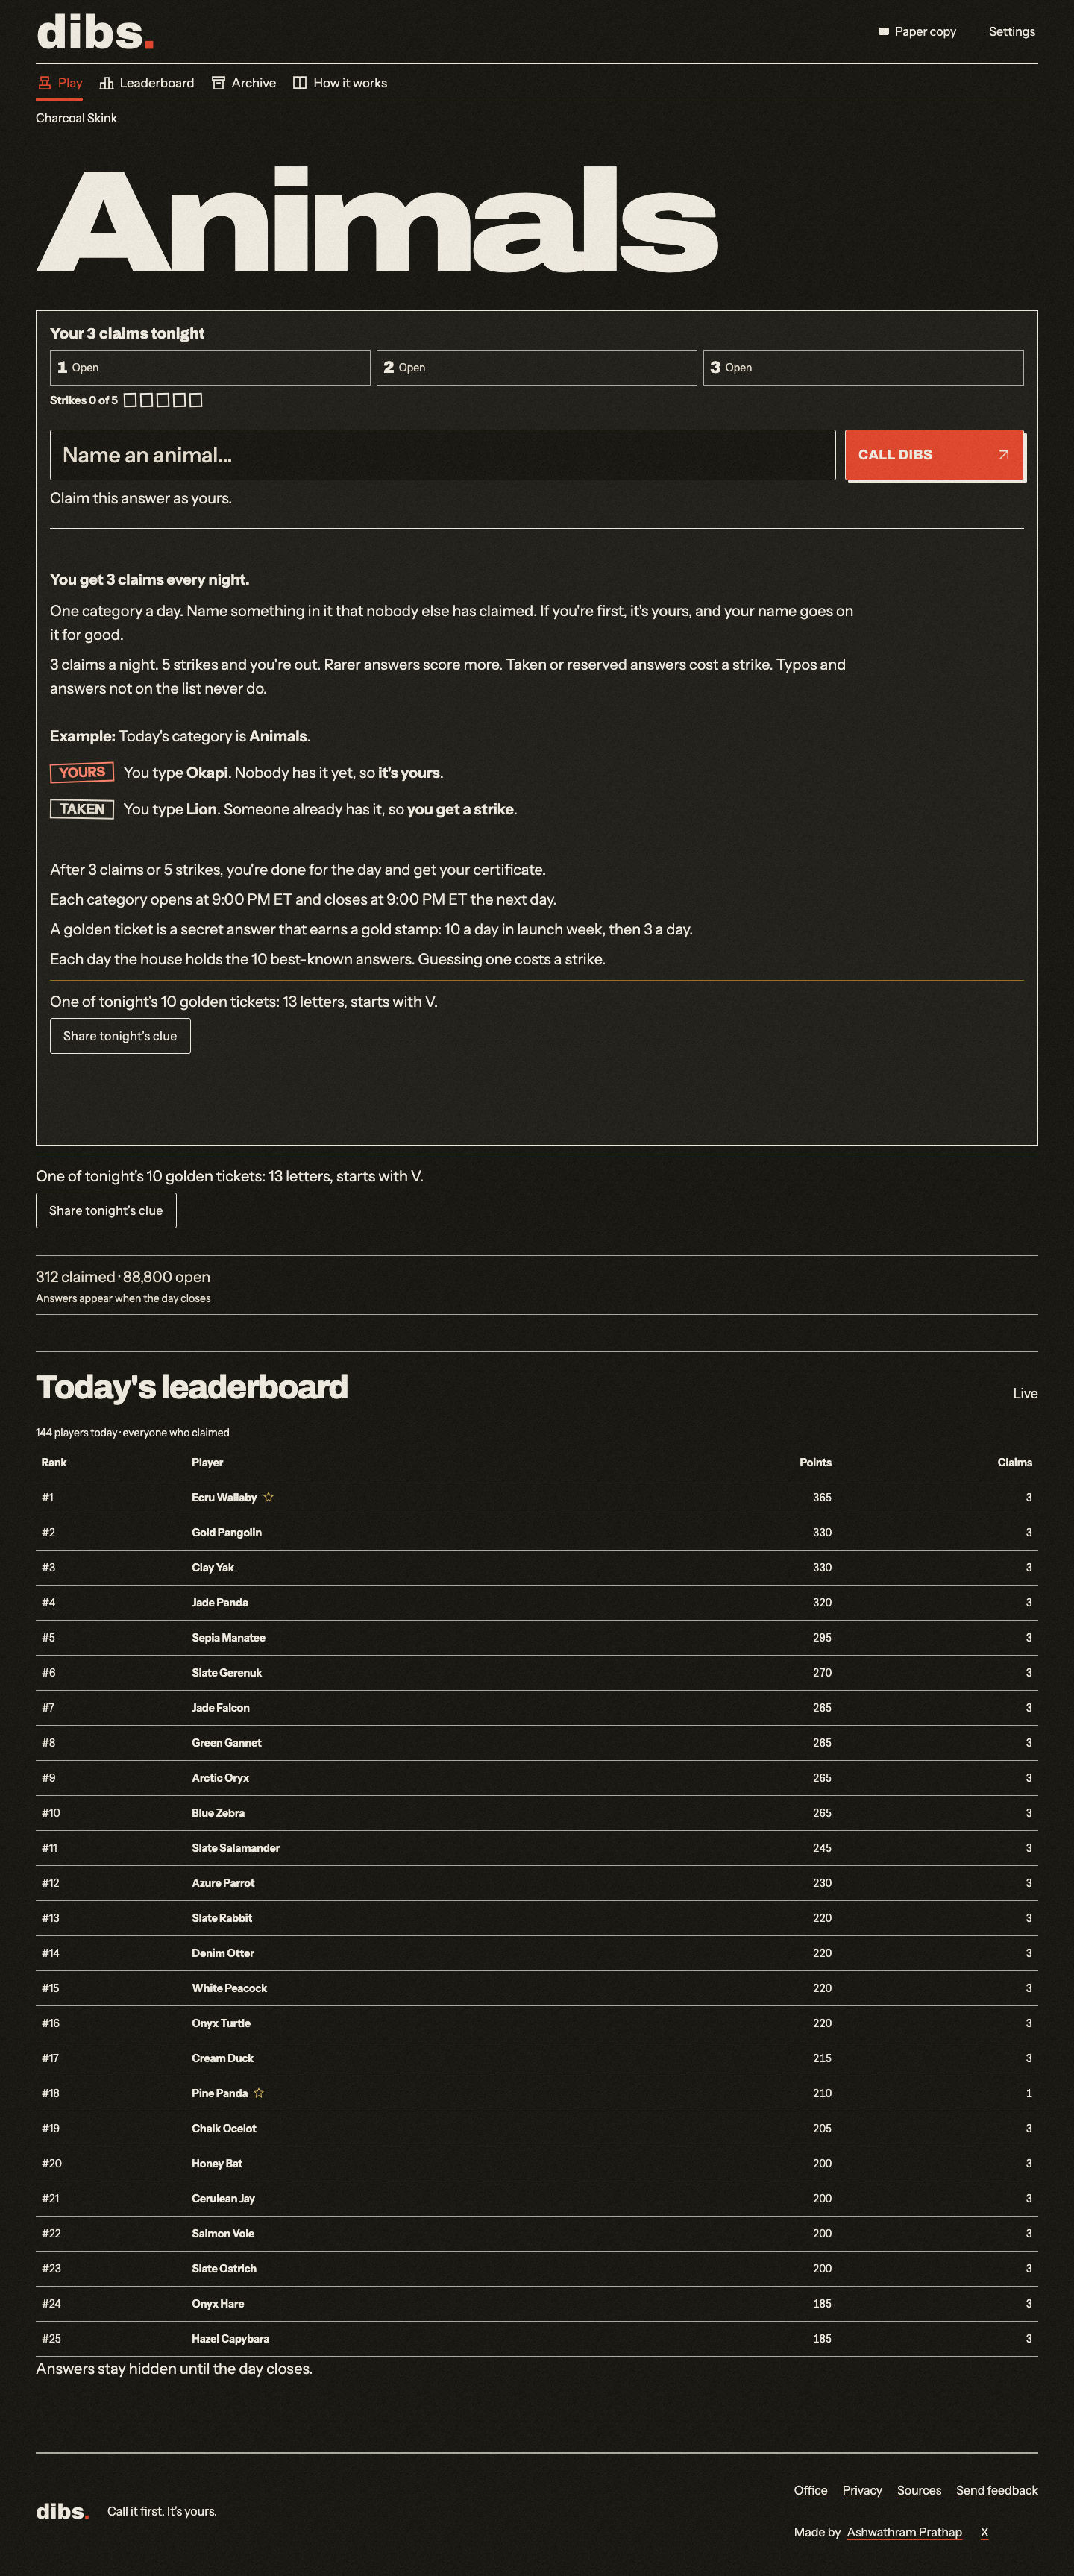 dibs.
Paper copy Settings
Play Leaderboard Archive How it works
Charcoal Skink
Animals
Your 3 claims tonight
1 Open 2 Open 3 Open
Strikes 0 of 5
Name an animal...
CALL DIBS
Claim this answer as yours.
You get 3 claims every night.
One category a day. Name something in it that nobody else has claimed. If you're first, it's yours, and your name goes on
it for good.
3 claims a night. 5 strikes and you're out. Rarer answers score more. Taken or reserved answers cost a strike. Typos and
answers not on the list never do.
Example: Today's category is Animals.
YOURS You type Okapi. Nobody has it yet, so it's yours.
TAKEN You type Lion. Someone already has it, so you get a strike.
After 3 claims or 5 strikes, you're done for the day and get your certificate.
Each category opens at 9:00 PM ET and closes at 9:00 PM ET the next day.
A golden ticket is a secret answer that earns a gold stamp: 10 a day in launch week, then 3 a day.
Each day the house holds the 10 best-known answers. Guessing one costs a strike.
One of tonight's 10 golden tickets: 13 letters, starts with V.
Share tonight's clue
One of tonight's 10 golden tickets: 13 letters, starts with V.
Share tonight's clue
312 claimed · 88,800 open
Answers appear when the day closes
Today's leaderboard
Live
144 players today · everyone who claimed
Rank Player Points Claims
#1 Ecru Wallaby 365 3
#2 Gold Pangolin 330 3
#3 Clay Yak 330 3
#4 Jade Panda 320 3
#5 Sepia Manatee 295 3
#6 Slate Gerenuk 270 3
#7 Jade Falcon 265 3
#8 Green Gannet 265 3
#9 Arctic Oryx 265 3
#10 Blue Zebra 265 3
#11 Slate Salamander 245 3
#12 Azure Parrot 230 3
#13 Slate Rabbit 220 3
#14 Denim Otter 220 3
#15 White Peacock 220 3
#16 Onyx Turtle 220 3
#17 Cream Duck 215 3
#18 Pine Panda 210 1
#19 Chalk Ocelot 205 3
#20 Honey Bat 200 3
#21 Cerulean Jay 200 3
#22 Salmon Vole 200 3
#23 Slate Ostrich 200 3
#24 Onyx Hare 185 3
#25 Hazel Capybara 185 3
Answers stay hidden until the day closes.
Office Privacy Sources Send feedback
dibs. Call it first. It's yours.
Made by Ashwathram Prathap X